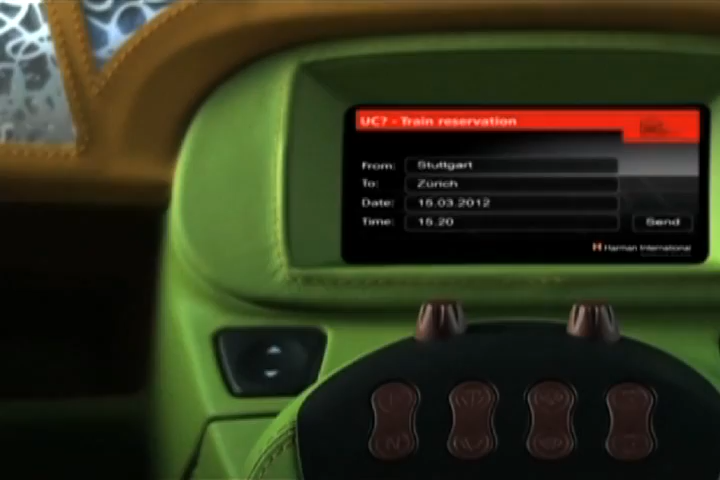 UC? - Train reservation
From: Stuttgart
To: Zürich
Date: 15.03.2012
Time: 15.20
Send
Harman International